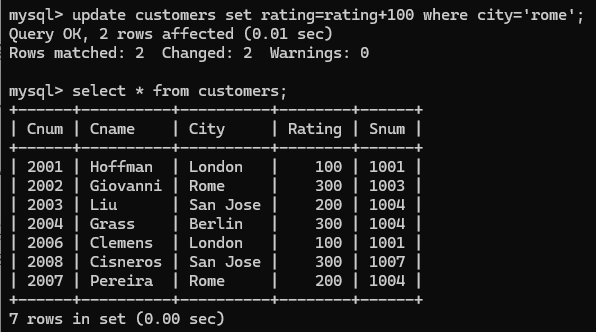 mysql> update customers set rating=rating+100 where city='rome';
Query OK, 2 rows affected (0.01 sec)
Rows matched: 2  Changed: 2  Warnings: 0

mysql> select * from customers;
+------+----------+----------+--------+------+
| Cnum | Cname    | City     | Rating | Snum |
+------+----------+----------+--------+------+
| 2001 | Hoffman  | London   |    100 | 1001 |
| 2002 | Giovanni | Rome     |    300 | 1003 |
| 2003 | Liu      | San Jose |    200 | 1004 |
| 2004 | Grass    | Berlin   |    300 | 1004 |
| 2006 | Clemens  | London   |    100 | 1001 |
| 2008 | Cisneros | San Jose |    300 | 1007 |
| 2007 | Pereira  | Rome     |    200 | 1004 |
+------+----------+----------+--------+------+
7 rows in set (0.00 sec)